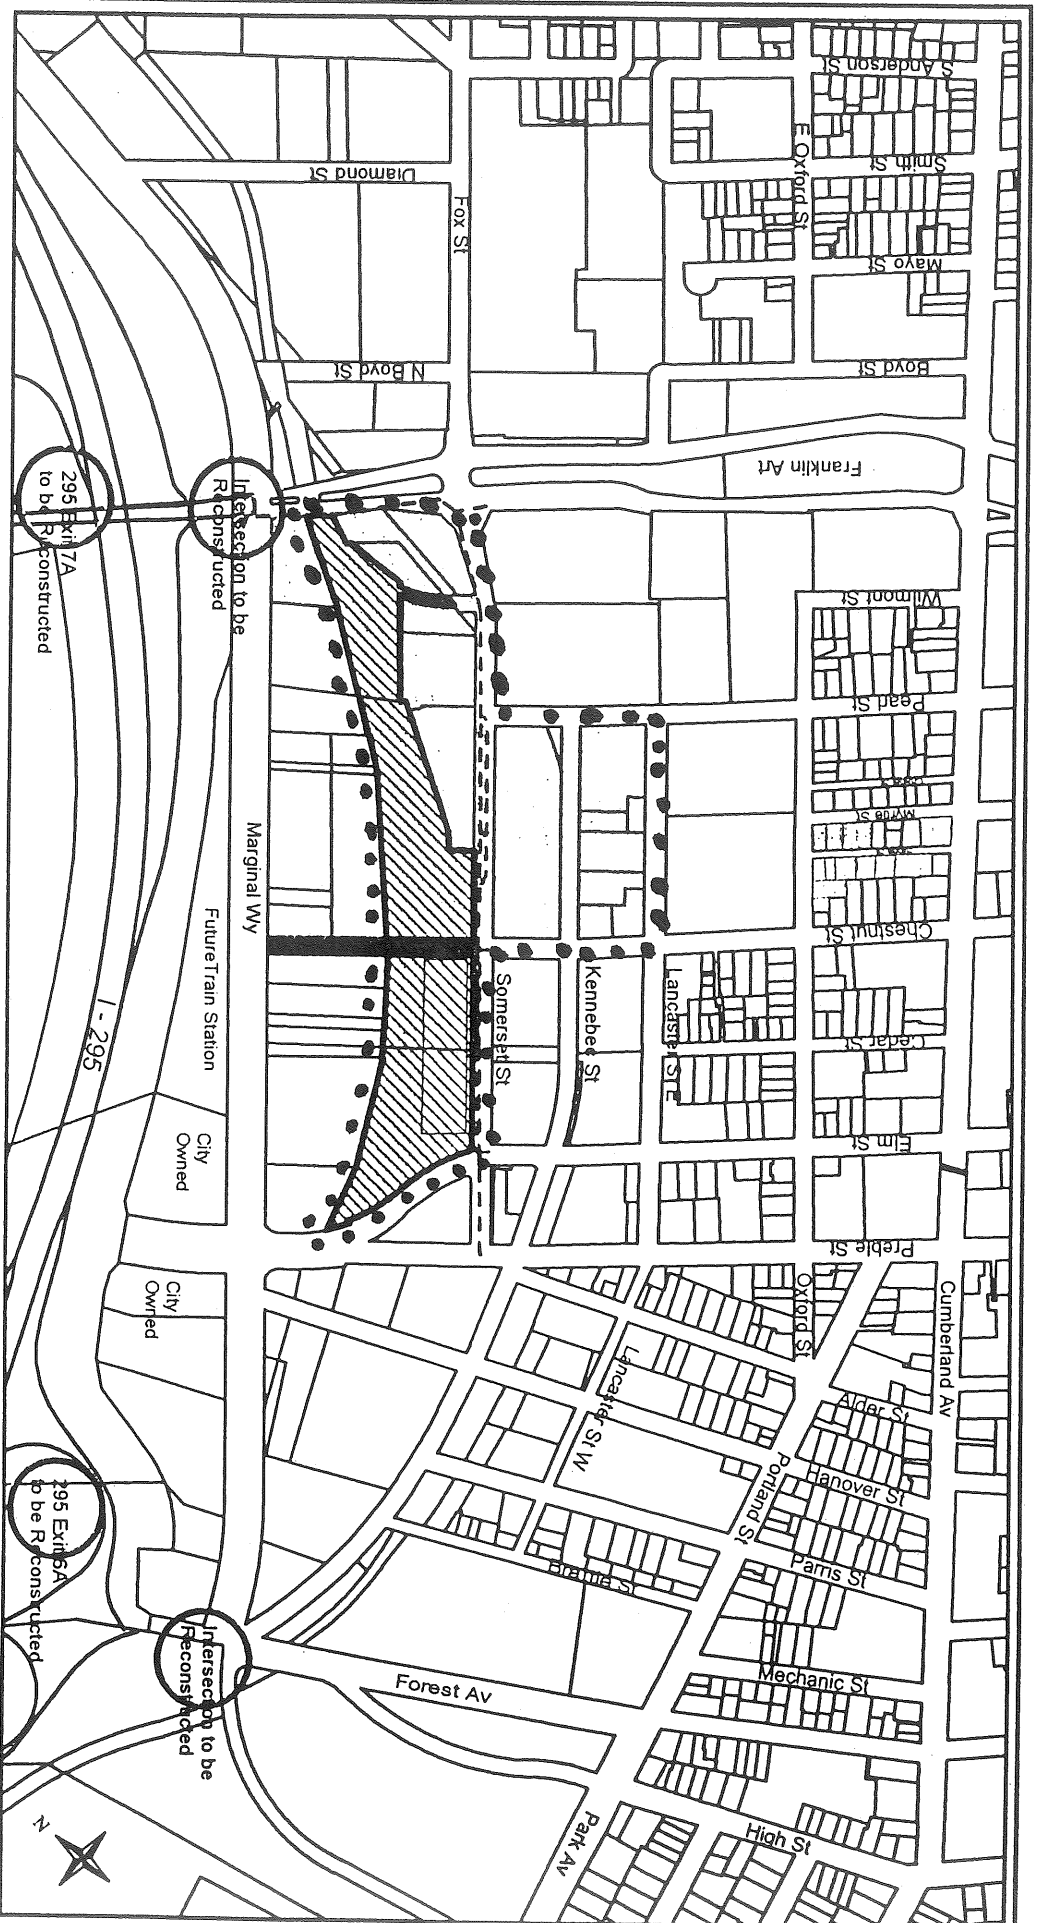 S Anderson St
E Oxford St
Smith St
Diamond St
Fox St
Mayo St
N Boyd St
Boyd St
Franklin Art
295 Exit 7A
to be Reconstructed
Intersection to be
Reconstructed
Wilmont St
Pearl St
Myrtle St
Marginal Wy
Chestnut St
Future Train Station
Somerset St
Kennebec St
Lancaster St E
Cedar St
I - 295
City
Owned
Elm St
Preble St
City
Owned
Oxford St
Cumberland Av
Lancaster St W
Alder St
Portland St
Hanover St
295 Exit 6A
to be Reconstructed
Parris St
Brattle St
Intersection to be
Reconstructed
Mechanic St
Forest Av
High St
Park Av
N